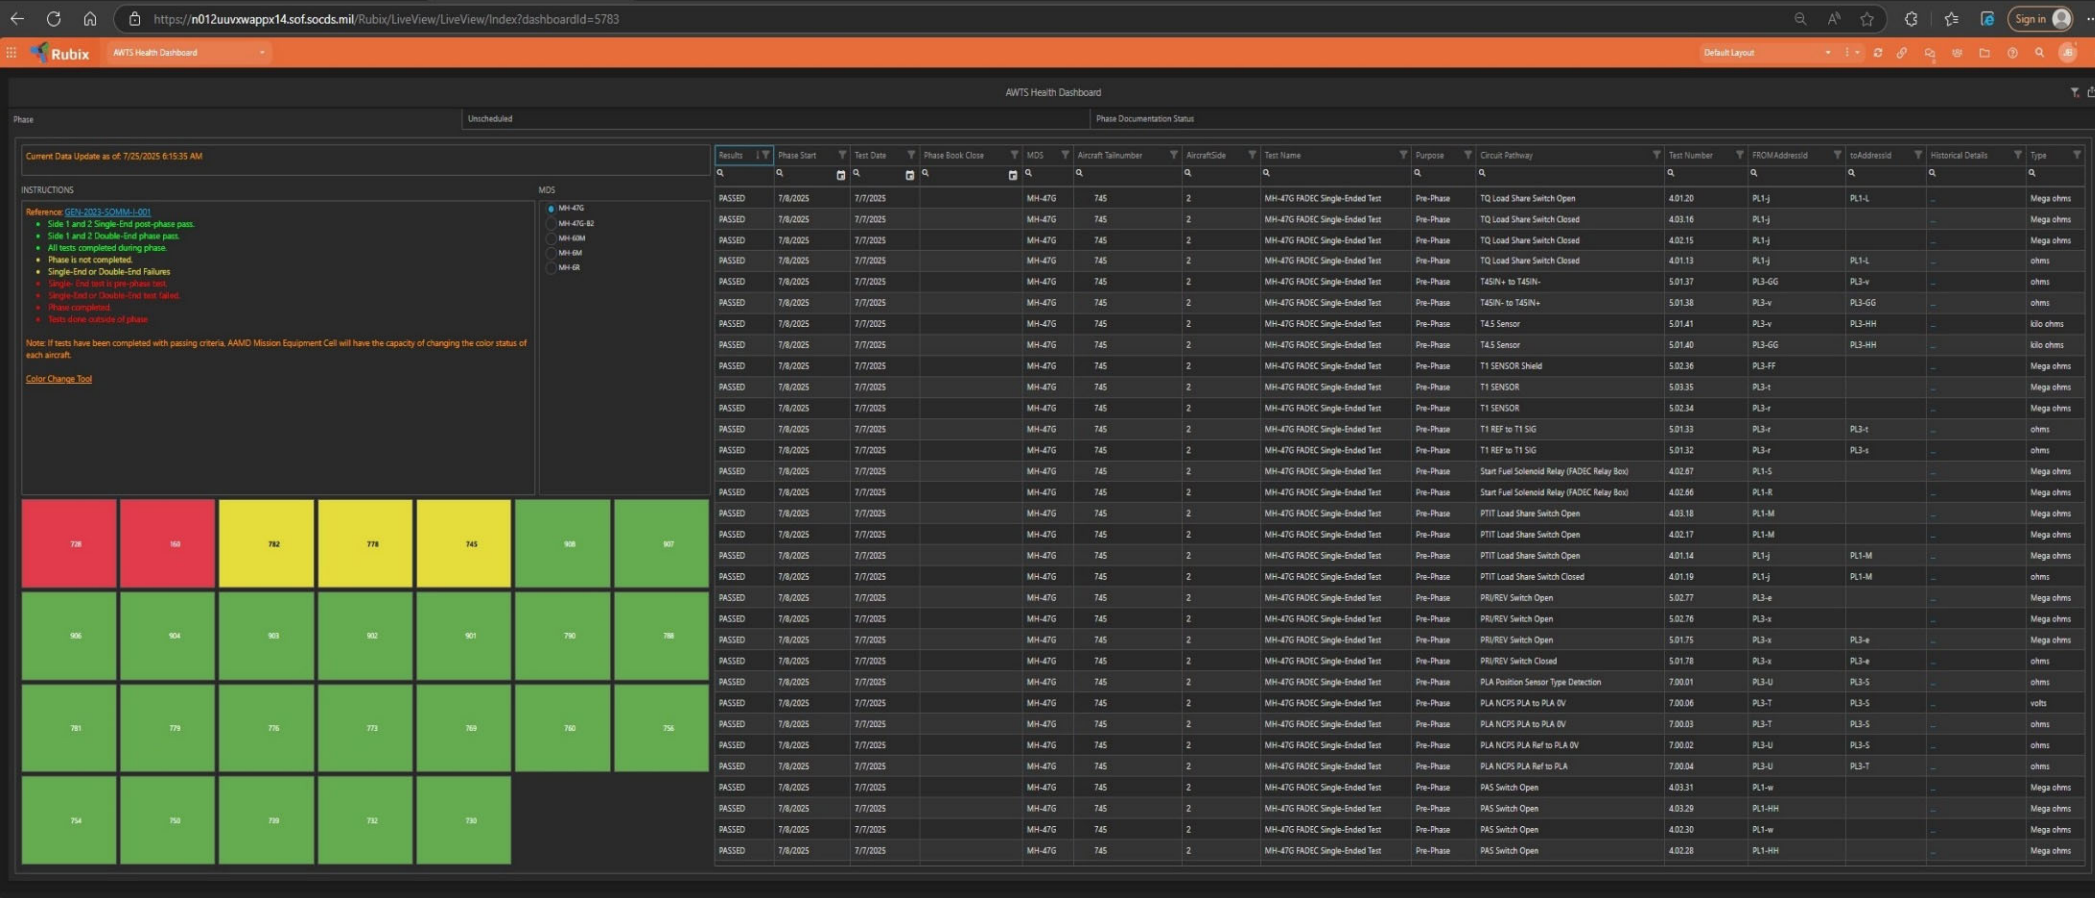 https://n012uuvxwappx14.sof.socds.mil/Rubix/LiveView/LiveView/Index?dashboardId=5783
Sign in
Rubix
AWTS Health Dashboard
Default Layout
JB
AWTS Health Dashboard
Phase
Unscheduled
Phase Documentation Status
Current Data Update as of: 7/25/2025 6:15:35 AM
INSTRUCTIONS
Reference: GEN-2023-SOMM-I-001
• Side 1 and 2 Single-End post-phase pass.
• Side 1 and 2 Double-End phase pass.
• All tests completed during phase.
• Phase is not completed.
• Single-End or Double-End Failures
• Single- End test is pre-phase test.
• Single-End or Double-End test failed.
• Phase completed.
• Tests done outside of phase
Note: If tests have been completed with passing criteria, AAMD Mission Equipment Cell will have the capacity of changing the color status of
each aircraft.
Color Change Tool
MDS
MH-47G
MH-47G-B2
MH-60M
MH-6M
MH-6R
728 160 782 778 745 908 907
906 904 903 902 901 790 788
781 779 776 773 769 760 756
754 750 739 732 730
Results Phase Start Test Date Phase Book Close MDS Aircraft Tailnumber AircraftSide Test Name Purpose Circuit Pathway Test Number FROMAddressId toAddressId Historical Details Type
PASSED 7/8/2025 7/7/2025 MH-47G 745 2 MH-47G FADEC Single-Ended Test Pre-Phase TQ Load Share Switch Open 4.01.20 PL1-j PL1-L ... Mega ohms
PASSED 7/8/2025 7/7/2025 MH-47G 745 2 MH-47G FADEC Single-Ended Test Pre-Phase TQ Load Share Switch Closed 4.03.16 PL1-j ... Mega ohms
PASSED 7/8/2025 7/7/2025 MH-47G 745 2 MH-47G FADEC Single-Ended Test Pre-Phase TQ Load Share Switch Closed 4.02.15 PL1-j ... Mega ohms
PASSED 7/8/2025 7/7/2025 MH-47G 745 2 MH-47G FADEC Single-Ended Test Pre-Phase TQ Load Share Switch Closed 4.01.13 PL1-j PL1-L ... ohms
PASSED 7/8/2025 7/7/2025 MH-47G 745 2 MH-47G FADEC Single-Ended Test Pre-Phase T45IN+ to T45IN- 5.01.37 PL3-GG PL3-v ... ohms
PASSED 7/8/2025 7/7/2025 MH-47G 745 2 MH-47G FADEC Single-Ended Test Pre-Phase T45IN- to T45IN+ 5.01.38 PL3-v PL3-GG ... ohms
PASSED 7/8/2025 7/7/2025 MH-47G 745 2 MH-47G FADEC Single-Ended Test Pre-Phase T4.5 Sensor 5.01.41 PL3-v PL3-HH ... kilo ohms
PASSED 7/8/2025 7/7/2025 MH-47G 745 2 MH-47G FADEC Single-Ended Test Pre-Phase T4.5 Sensor 5.01.40 PL3-GG PL3-HH ... kilo ohms
PASSED 7/8/2025 7/7/2025 MH-47G 745 2 MH-47G FADEC Single-Ended Test Pre-Phase T1 SENSOR Shield 5.02.36 PL3-FF ... Mega ohms
PASSED 7/8/2025 7/7/2025 MH-47G 745 2 MH-47G FADEC Single-Ended Test Pre-Phase T1 SENSOR 5.03.35 PL3-t ... Mega ohms
PASSED 7/8/2025 7/7/2025 MH-47G 745 2 MH-47G FADEC Single-Ended Test Pre-Phase T1 SENSOR 5.02.34 PL3-r ... Mega ohms
PASSED 7/8/2025 7/7/2025 MH-47G 745 2 MH-47G FADEC Single-Ended Test Pre-Phase T1 REF to T1 SIG 5.01.33 PL3-r PL3-t ... ohms
PASSED 7/8/2025 7/7/2025 MH-47G 745 2 MH-47G FADEC Single-Ended Test Pre-Phase T1 REF to T1 SIG 5.01.32 PL3-r PL3-s ... ohms
PASSED 7/8/2025 7/7/2025 MH-47G 745 2 MH-47G FADEC Single-Ended Test Pre-Phase Start Fuel Solenoid Relay (FADEC Relay Box) 4.02.67 PL1-S ... Mega ohms
PASSED 7/8/2025 7/7/2025 MH-47G 745 2 MH-47G FADEC Single-Ended Test Pre-Phase Start Fuel Solenoid Relay (FADEC Relay Box) 4.02.66 PL1-R ... Mega ohms
PASSED 7/8/2025 7/7/2025 MH-47G 745 2 MH-47G FADEC Single-Ended Test Pre-Phase PTIT Load Share Switch Open 4.03.18 PL1-M ... Mega ohms
PASSED 7/8/2025 7/7/2025 MH-47G 745 2 MH-47G FADEC Single-Ended Test Pre-Phase PTIT Load Share Switch Open 4.02.17 PL1-M ... Mega ohms
PASSED 7/8/2025 7/7/2025 MH-47G 745 2 MH-47G FADEC Single-Ended Test Pre-Phase PTIT Load Share Switch Open 4.01.14 PL1-j PL1-M ... Mega ohms
PASSED 7/8/2025 7/7/2025 MH-47G 745 2 MH-47G FADEC Single-Ended Test Pre-Phase PTIT Load Share Switch Closed 4.01.19 PL1-j PL1-M ... ohms
PASSED 7/8/2025 7/7/2025 MH-47G 745 2 MH-47G FADEC Single-Ended Test Pre-Phase PRI/REV Switch Open 5.02.77 PL3-e ... Mega ohms
PASSED 7/8/2025 7/7/2025 MH-47G 745 2 MH-47G FADEC Single-Ended Test Pre-Phase PRI/REV Switch Open 5.02.76 PL3-x ... Mega ohms
PASSED 7/8/2025 7/7/2025 MH-47G 745 2 MH-47G FADEC Single-Ended Test Pre-Phase PRI/REV Switch Open 5.01.75 PL3-x PL3-e ... Mega ohms
PASSED 7/8/2025 7/7/2025 MH-47G 745 2 MH-47G FADEC Single-Ended Test Pre-Phase PRI/REV Switch Closed 5.01.78 PL3-x PL3-e ... ohms
PASSED 7/8/2025 7/7/2025 MH-47G 745 2 MH-47G FADEC Single-Ended Test Pre-Phase PLA Position Sensor Type Detection 7.00.01 PL3-U PL3-S ... ohms
PASSED 7/8/2025 7/7/2025 MH-47G 745 2 MH-47G FADEC Single-Ended Test Pre-Phase PLA NCPS PLA to PLA 0V 7.00.06 PL3-T PL3-S ... volts
PASSED 7/8/2025 7/7/2025 MH-47G 745 2 MH-47G FADEC Single-Ended Test Pre-Phase PLA NCPS PLA to PLA 0V 7.00.03 PL3-T PL3-S ... ohms
PASSED 7/8/2025 7/7/2025 MH-47G 745 2 MH-47G FADEC Single-Ended Test Pre-Phase PLA NCPS PLA Ref to PLA 0V 7.00.02 PL3-U PL3-S ... ohms
PASSED 7/8/2025 7/7/2025 MH-47G 745 2 MH-47G FADEC Single-Ended Test Pre-Phase PLA NCPS PLA Ref to PLA 7.00.04 PL3-U PL3-T ... ohms
PASSED 7/8/2025 7/7/2025 MH-47G 745 2 MH-47G FADEC Single-Ended Test Pre-Phase PAS Switch Open 4.03.31 PL1-w ... Mega ohms
PASSED 7/8/2025 7/7/2025 MH-47G 745 2 MH-47G FADEC Single-Ended Test Pre-Phase PAS Switch Open 4.03.29 PL1-HH ... Mega ohms
PASSED 7/8/2025 7/7/2025 MH-47G 745 2 MH-47G FADEC Single-Ended Test Pre-Phase PAS Switch Open 4.02.30 PL1-w ... Mega ohms
PASSED 7/8/2025 7/7/2025 MH-47G 745 2 MH-47G FADEC Single-Ended Test Pre-Phase PAS Switch Open 4.02.28 PL1-HH ... Mega ohms